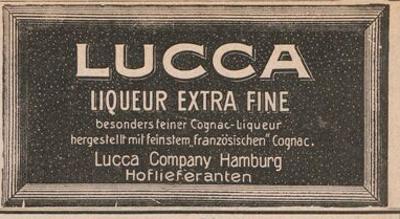 LUCCA
LIQUEUR EXTRA FINE
besonders feiner Cognac-Liqueur
hergestellt mit feinstem „französischen" Cognac.
Lucca Company Hamburg
Hoflieferanten